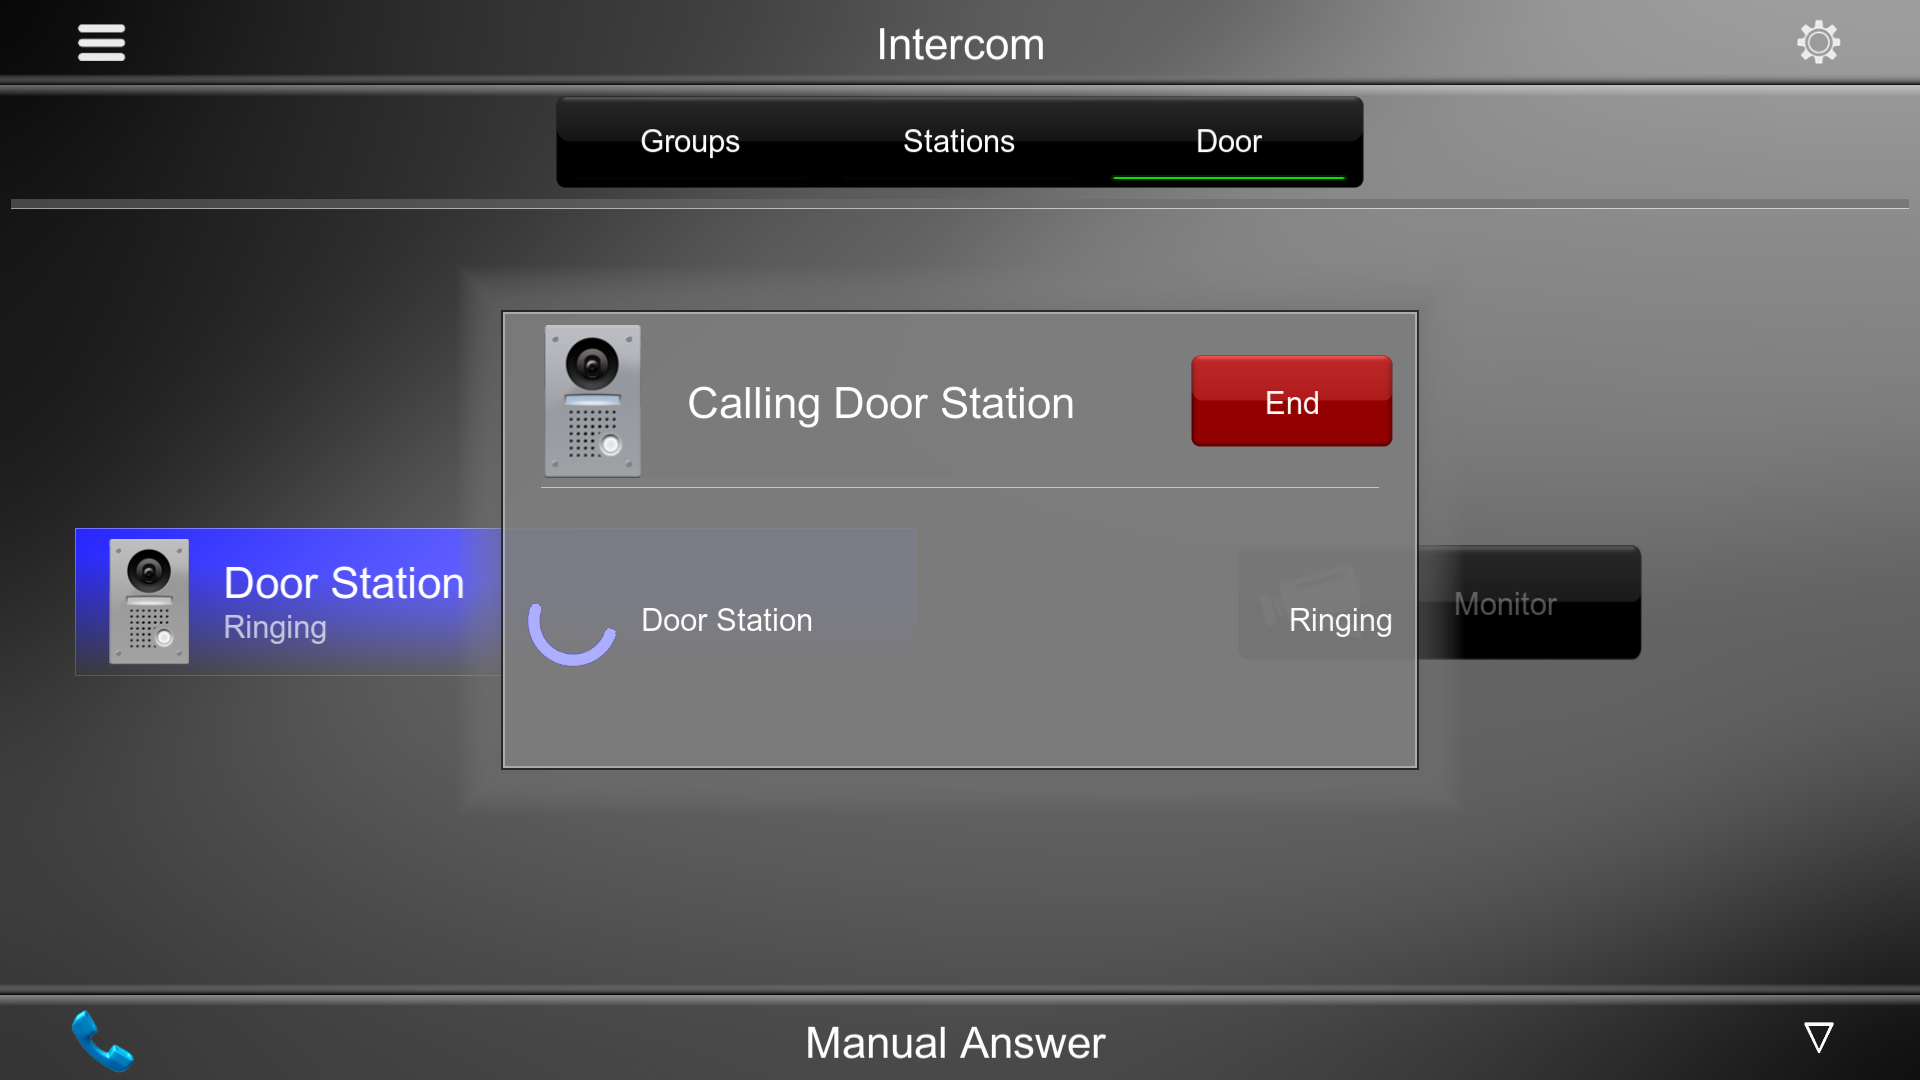 Intercom
Groups
Stations
Door
Calling Door Station
End
Door Station
Ringing
Door Station
Ringing
Monitor
Manual Answer